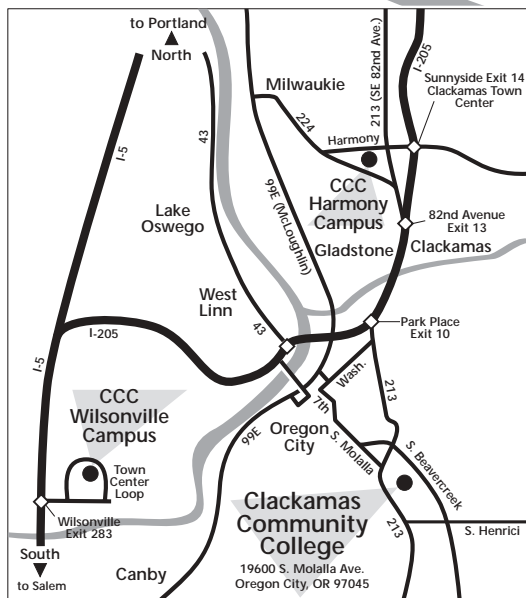 to Portland
North
I-5
43
Milwaukie
224
213 (SE 82nd Ave.)
I-205
Sunnyside Exit 14
Clackamas Town
Center
Harmony
CCC
Harmony
Campus
99E (McLoughlin)
Lake
Oswego
82nd Avenue
Exit 13
Gladstone
Clackamas
West
Linn
43
I-205
Park Place
Exit 10
I-5
Wash.
213
7th
CCC
Wilsonville
Campus
99E
Oregon
City
S. Molalla
S. Beavercreek
Town
Center
Loop
Clackamas
Community
College
19600 S. Molalla Ave.
Oregon City, OR 97045
213
S. Henrici
Wilsonville
Exit 283
South
to Salem
Canby